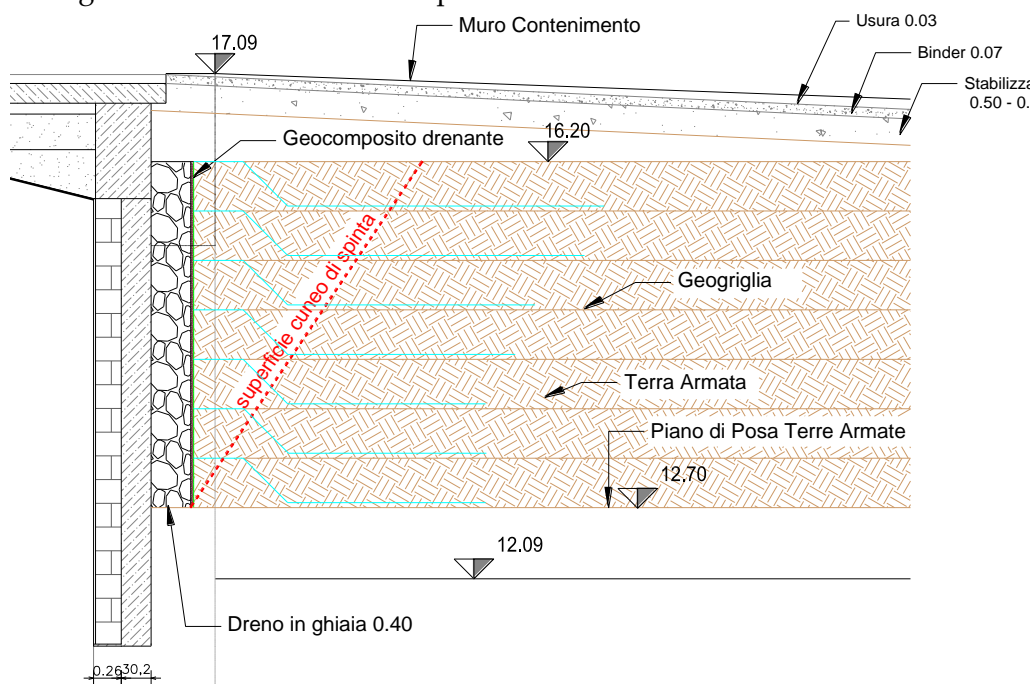 Muro Contenimento
Usura 0.03
17.09
Binder 0.07
Stabilizza
0.50 - 0.
Geocomposito drenante
16.20
superficie cuneo di spinta
Geogriglia
Terra Armata
Piano di Posa Terre Armate
12.70
12.09
Dreno in ghiaia 0.40
0.26
30,2